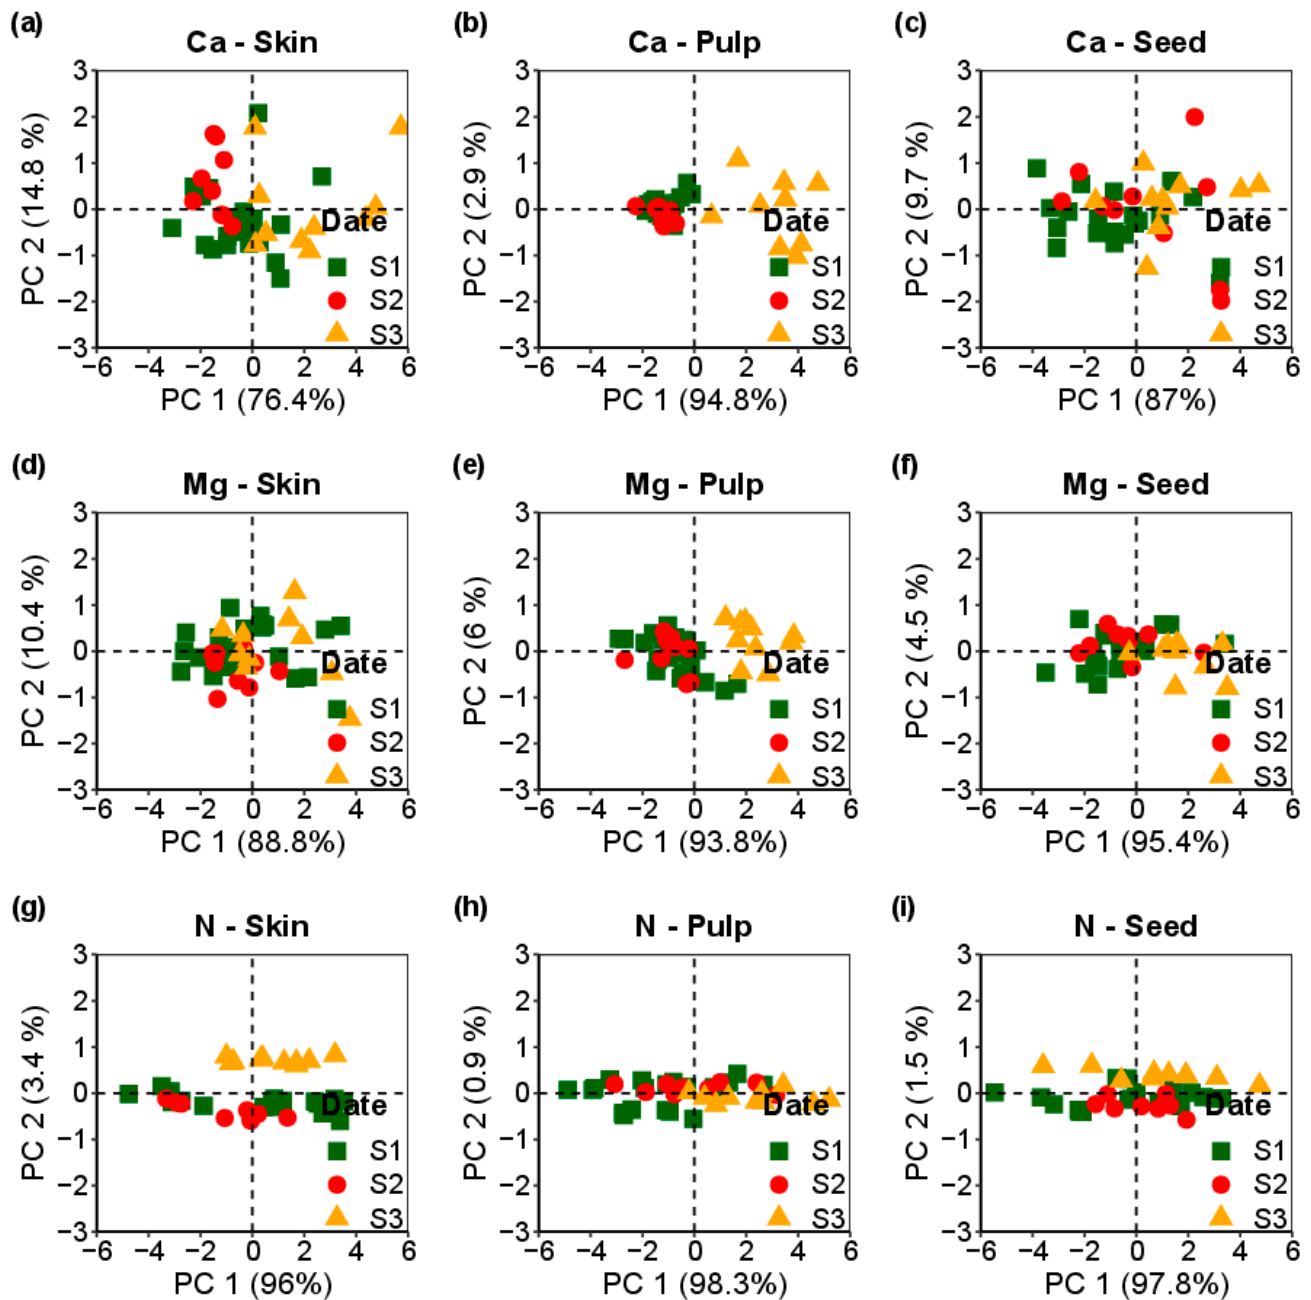 (a)
Ca - Skin
3
2
1
0
−1
−2
−3
PC 2 (14.8 %)
Date
S1
S2
S3
−6 −4 −2 0 2 4 6
PC 1 (76.4%)
(b)
Ca - Pulp
3
2
1
0
−1
−2
−3
PC 2 (2.9 %)
Date
S1
S2
S3
−6 −4 −2 0 2 4 6
PC 1 (94.8%)
(c)
Ca - Seed
3
2
1
0
−1
−2
−3
PC 2 (9.7 %)
Date
S1
S2
S3
−6 −4 −2 0 2 4 6
PC 1 (87%)
(d)
Mg - Skin
3
2
1
0
−1
−2
−3
PC 2 (10.4 %)
Date
S1
S2
S3
−6 −4 −2 0 2 4 6
PC 1 (88.8%)
(e)
Mg - Pulp
3
2
1
0
−1
−2
−3
PC 2 (6 %)
Date
S1
S2
S3
−6 −4 −2 0 2 4 6
PC 1 (93.8%)
(f)
Mg - Seed
3
2
1
0
−1
−2
−3
PC 2 (4.5 %)
Date
S1
S2
S3
−6 −4 −2 0 2 4 6
PC 1 (95.4%)
(g)
N - Skin
3
2
1
0
−1
−2
−3
PC 2 (3.4 %)
Date
S1
S2
S3
−6 −4 −2 0 2 4 6
PC 1 (96%)
(h)
N - Pulp
3
2
1
0
−1
−2
−3
PC 2 (0.9 %)
Date
S1
S2
S3
−6 −4 −2 0 2 4 6
PC 1 (98.3%)
(i)
N - Seed
3
2
1
0
−1
−2
−3
PC 2 (1.5 %)
Date
S1
S2
S3
−6 −4 −2 0 2 4 6
PC 1 (97.8%)